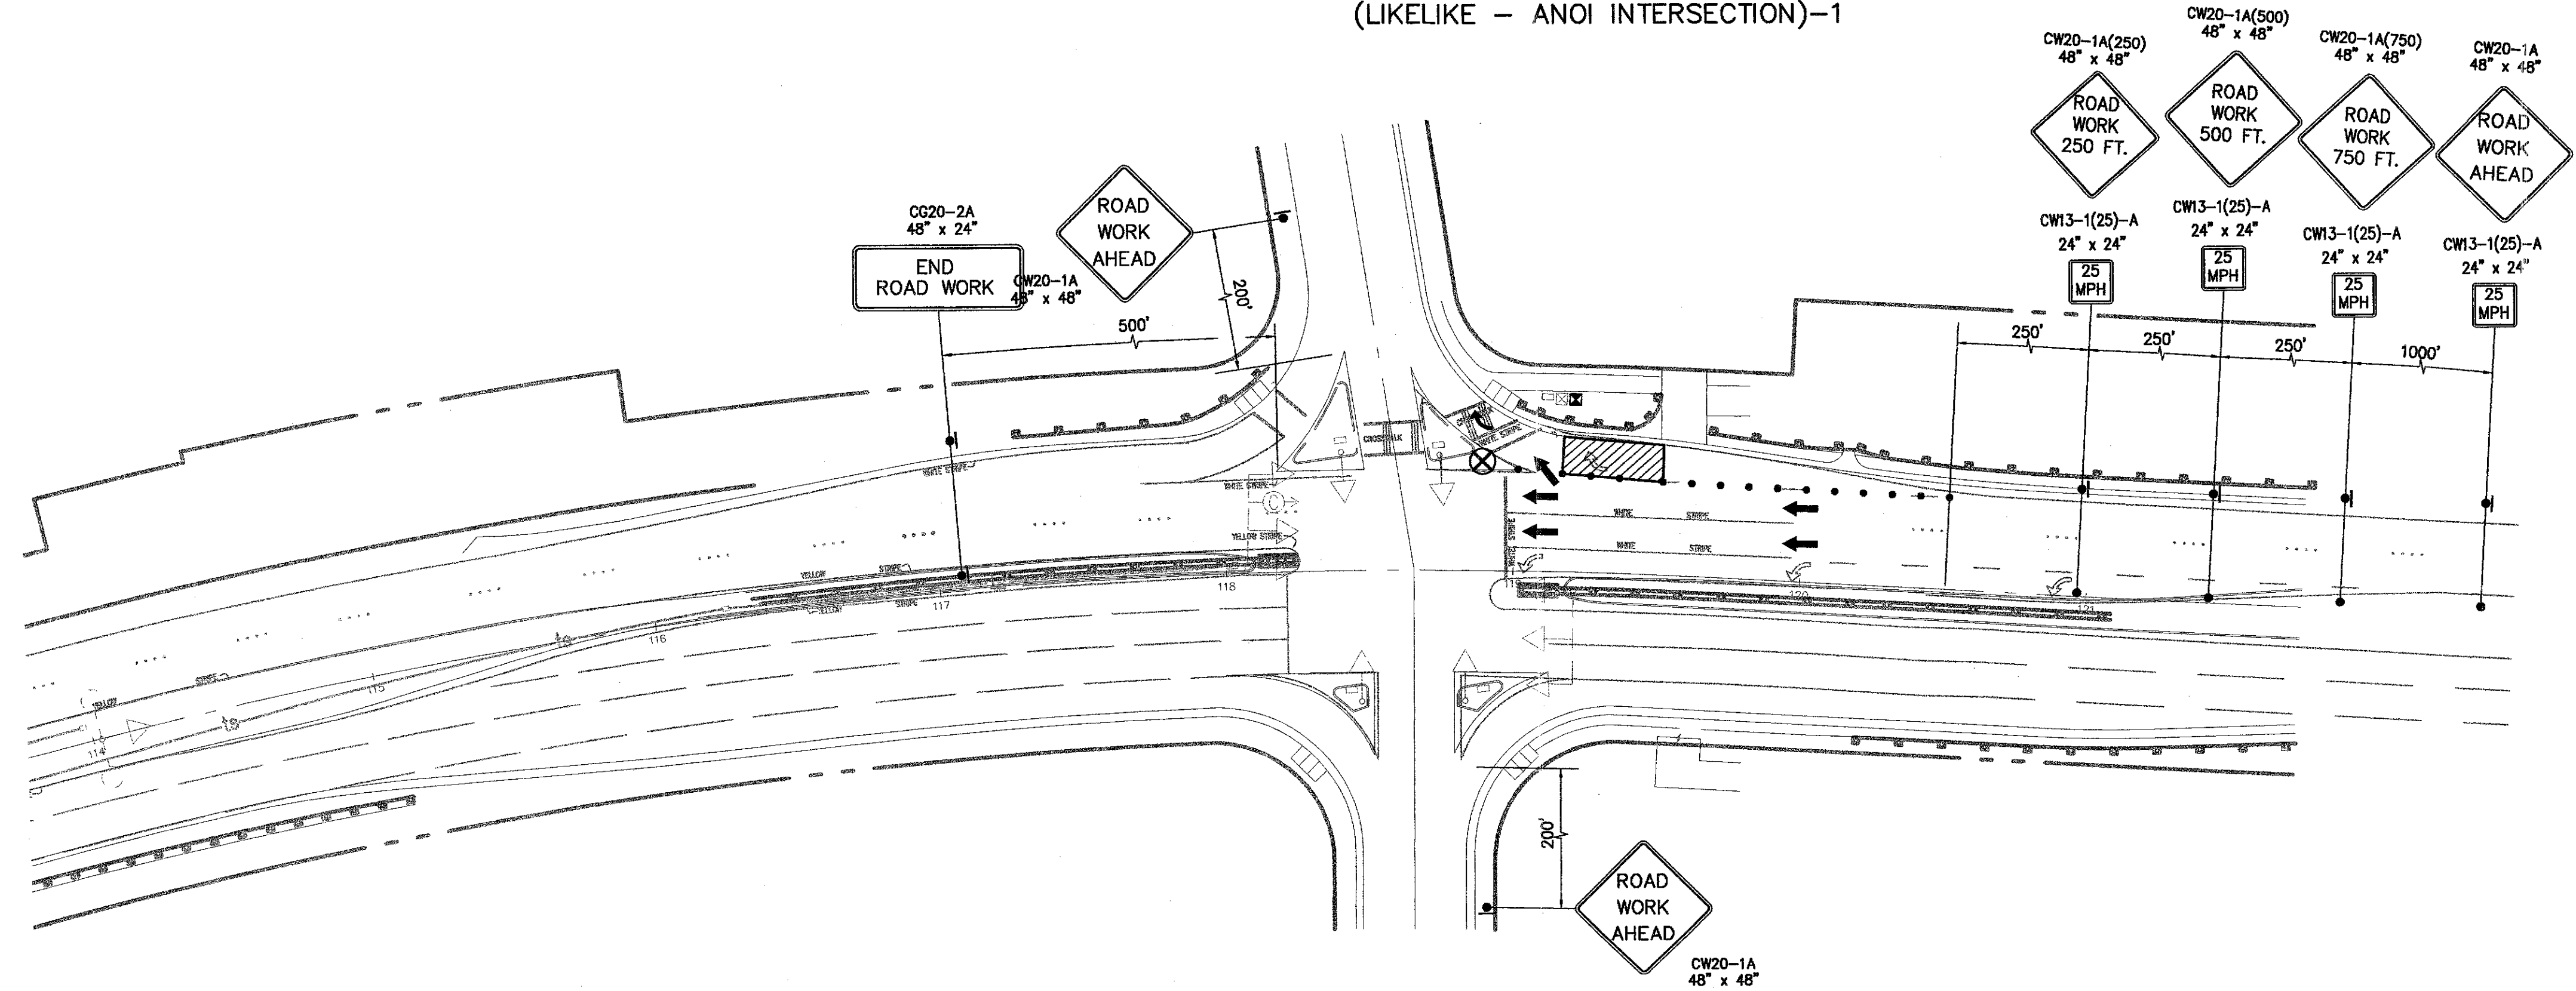 (LIKELIKE – ANOI INTERSECTION)–1
CW20–1A(250)
48" x 48"
ROAD
WORK
250 FT.
CW13–1(25)–A
24" x 24"
25
MPH
CW20–1A(500)
48" x 48"
ROAD
WORK
500 FT.
CW13–1(25)–A
24" x 24"
25
MPH
CW20–1A(750)
48" x 48"
ROAD
WORK
750 FT.
CW13–1(25)–A
24" x 24"
25
MPH
CW20–1A
48" x 48"
ROAD
WORK
AHEAD
CW13–1(25)–A
24" x 24"
25
MPH
CG20–2A
48" x 24"
END
ROAD WORK
CW20–1A
48" x 48"
ROAD
WORK
AHEAD
200'
500'
250'
250'
250'
1000'
CROSSWALK
WHITE STRIPE
WHITE STRIPE
WHITE STRIPE
YELLOW STRIPE
WHITE STRIPE
WHITE STRIPE
YELLOW STRIPE
STRIPE
YELLOW
STRIPE
118
117
116
115
114
120
121
ts
ts
200'
ROAD
WORK
AHEAD
CW20–1A
48" x 48"